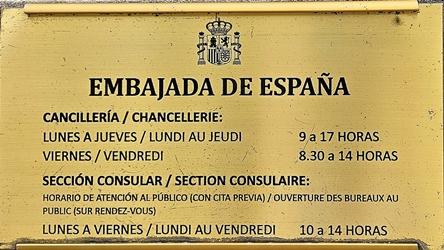 EMBAJADA DE ESPAÑA
CANCILLERÍA / CHANCELLERIE:
LUNES A JUEVES / LUNDI AU JEUDI 9 a 17 HORAS
VIERNES / VENDREDI 8.30 a 14 HORAS
SECCIÓN CONSULAR / SECTION CONSULAIRE:
HORARIO DE ATENCIÓN AL PÚBLICO (CON CITA PREVIA) / OUVERTURE DES BUREAUX AU
PUBLIC (SUR RENDEZ-VOUS)
LUNES A VIERNES / LUNDI AU VENDREDI 10 a 14 HORAS